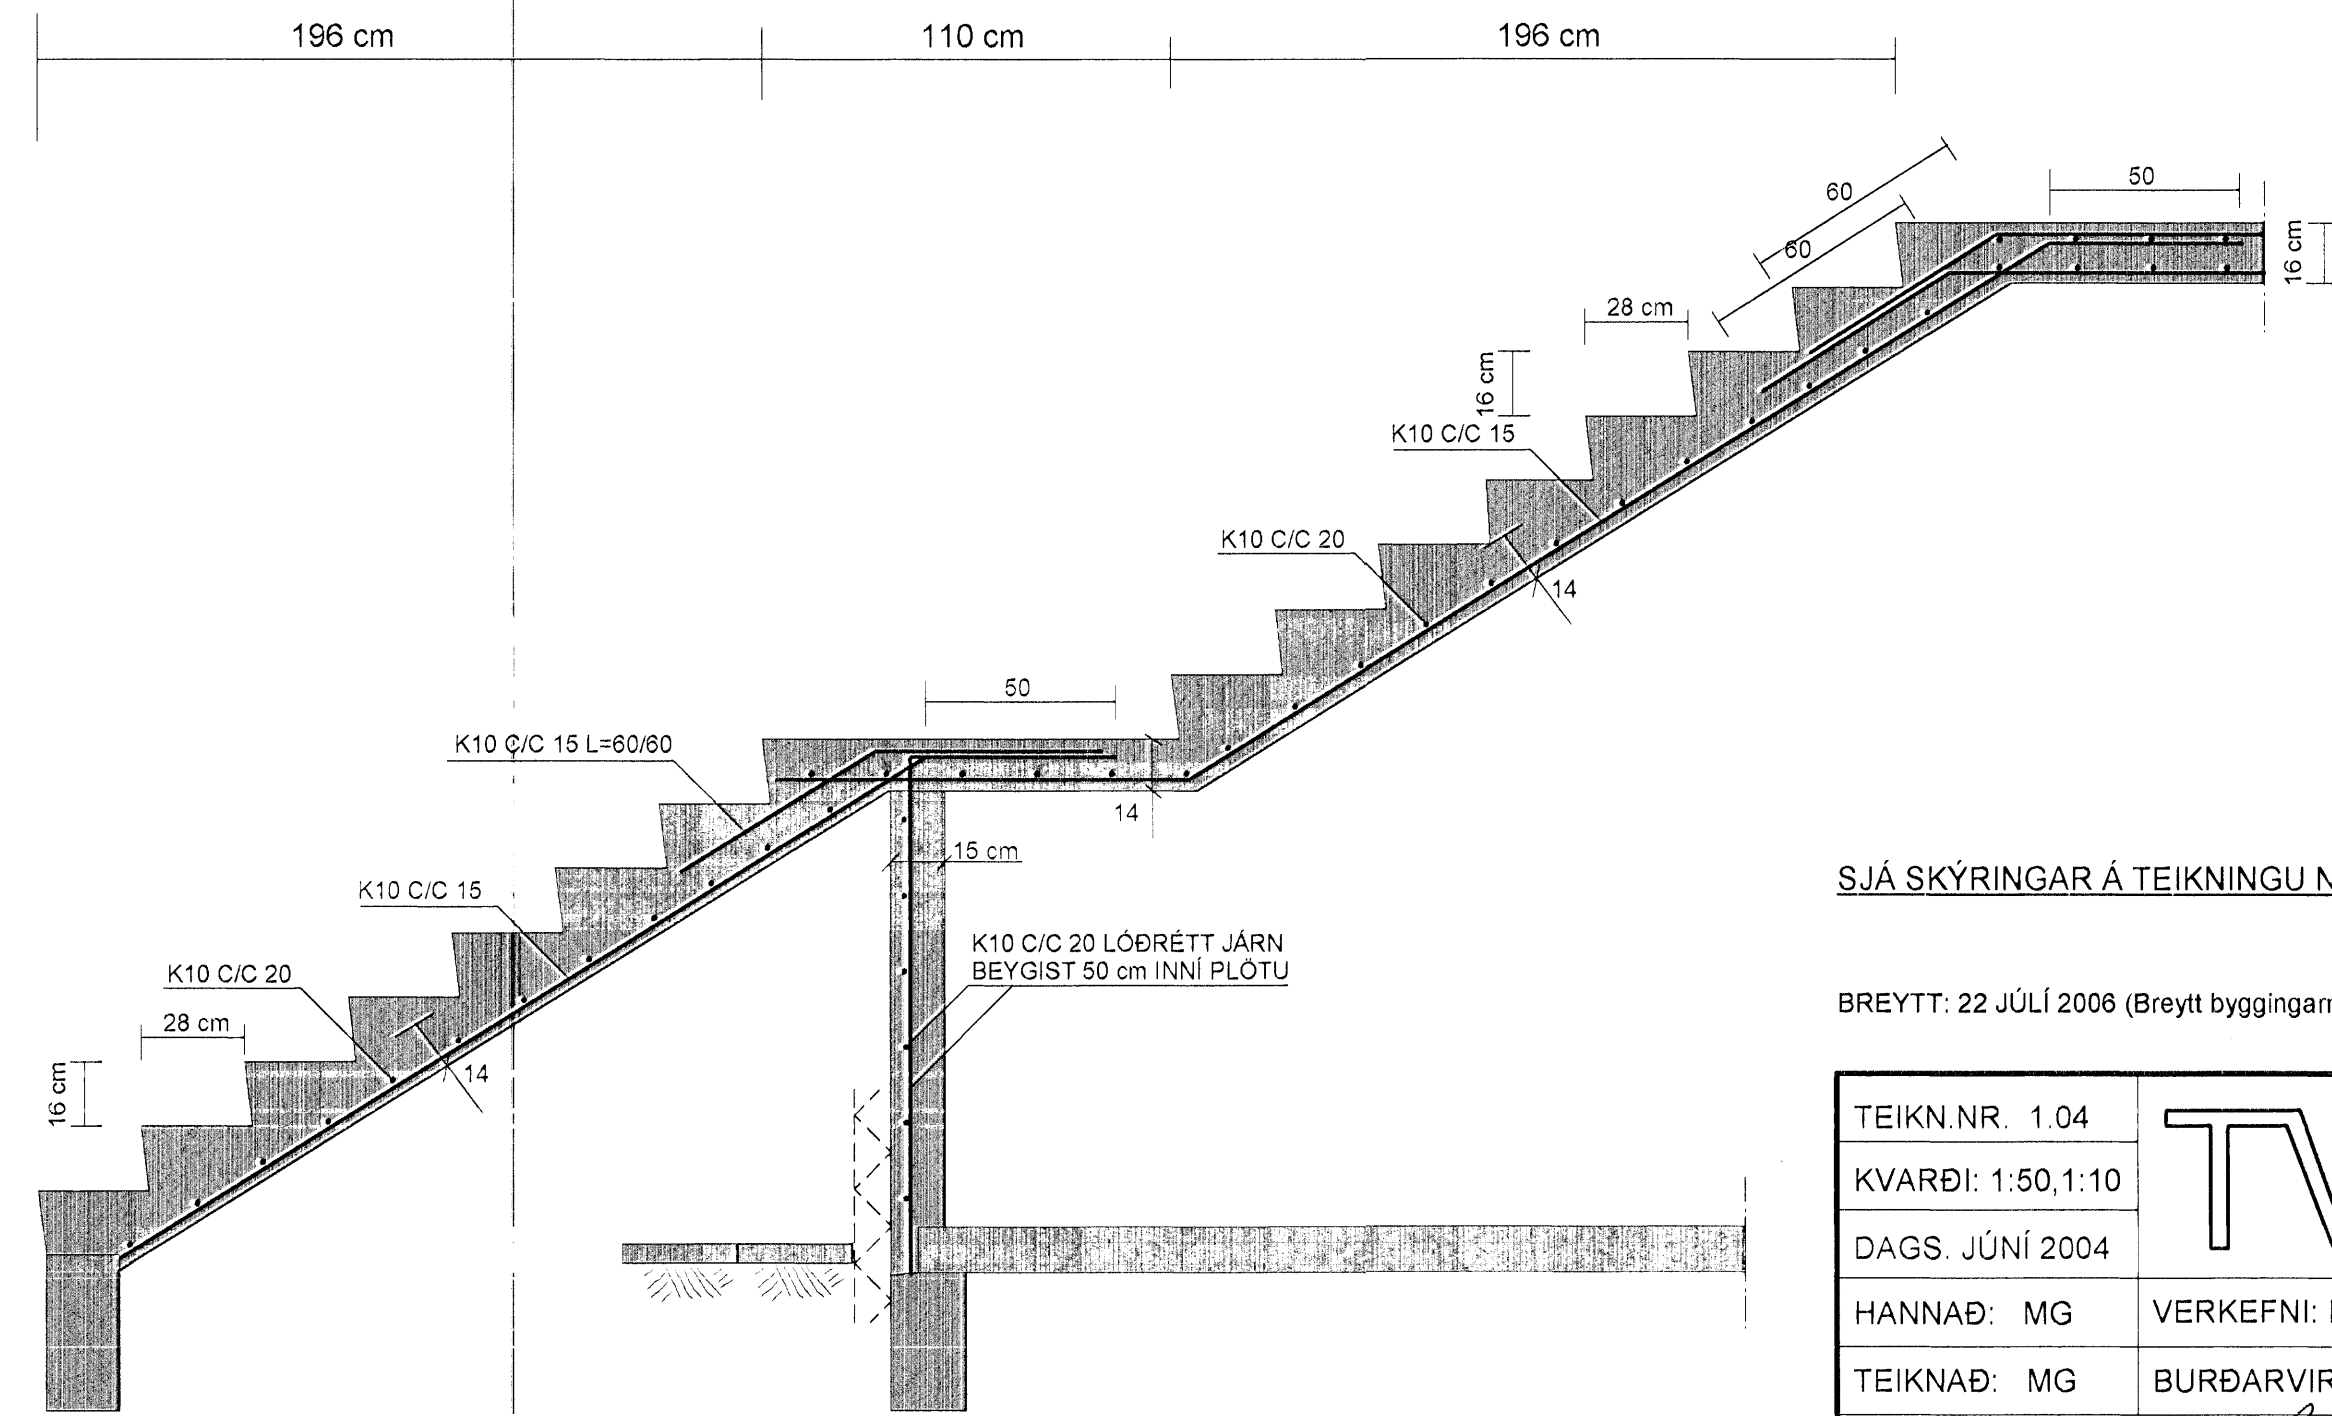 196 cm
110 cm
196 cm
60
60
50
16 cm
28 cm
16 cm
K10 C/C 15
K10 C/C 20
14
50
K10 C/C 15 L=60/60
14
15 cm
K10 C/C 15
K10 C/C 20
28 cm
16 cm
14
K10 C/C 20 LÓÐRÉTT JÁRN
BEYGIST 50 cm INNÍ PLÖTU
SJÁ SKÝRINGAR Á TEIKNINGU
BREYTT: 22 JÚLÍ 2006 (Breytt
TEIKN.NR. 1.04
KVARÐI: 1:50,1:10
DAGS. JÚNÍ 2004
HANNAÐ: MG
VERKEFNI:
TEIKNAÐ: MG